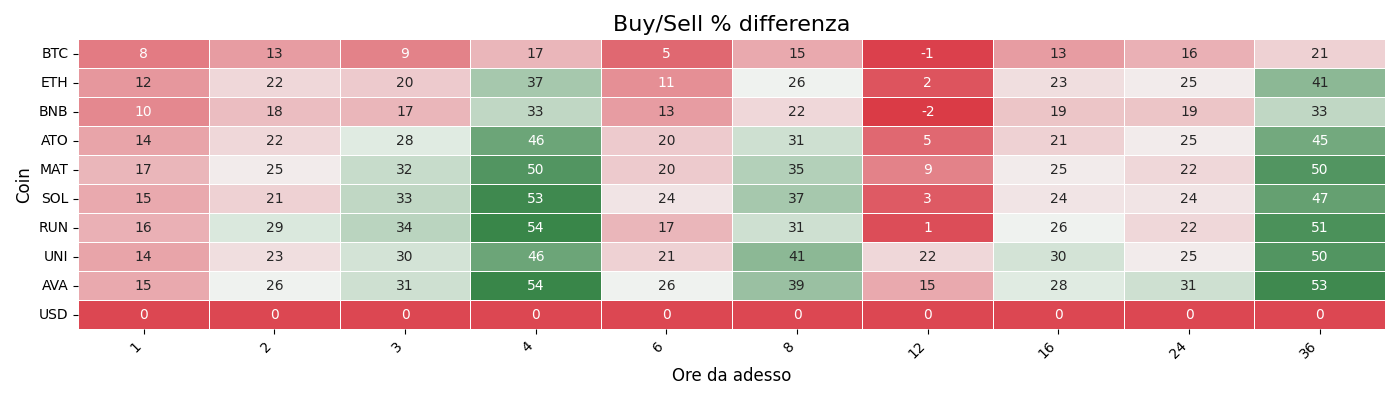 Buy/Sell % differenza
Coin
BTC 8 13 9 17 5 15 -1 13 16 21
ETH 12 22 20 37 11 26 2 23 25 41
BNB 10 18 17 33 13 22 -2 19 19 33
ATO 14 22 28 46 20 31 5 21 25 45
MAT 17 25 32 50 20 35 9 25 22 50
SOL 15 21 33 53 24 37 3 24 24 47
RUN 16 29 34 54 17 31 1 26 22 51
UNI 14 23 30 46 21 41 22 30 25 50
AVA 15 26 31 54 26 39 15 28 31 53
USD 0 0 0 0 0 0 0 0 0 0
1 2 3 4 6 8 12 16 24 36
Ore da adesso